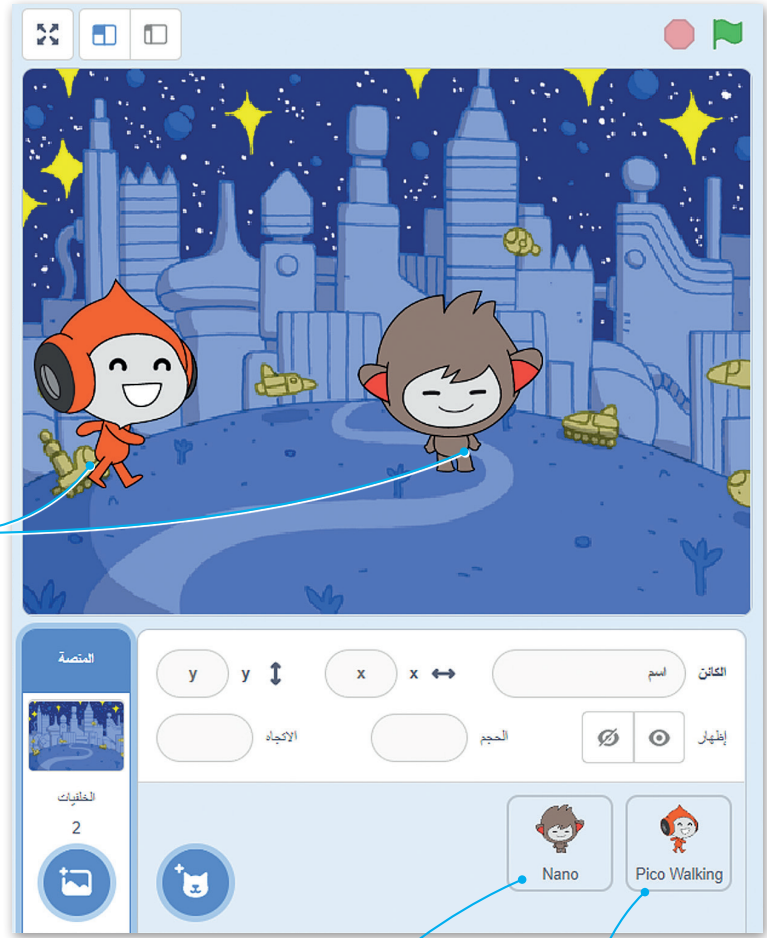 المنصة
الكائن اسم x x y y
إظهار الحجم الاتجاه
الخلفيات
2
Pico Walking
Nano